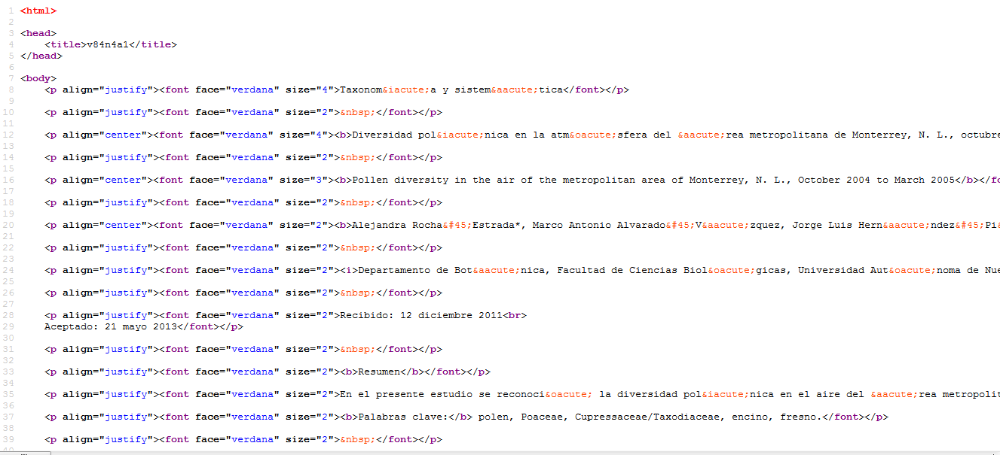 1 <html>
2
3 <head>
4 <title>v84n4a1</title>
5 </head>
6
7 <body>
8 <p align="justify"><font face="verdana" size="4">Taxonom&iacute;a y sistem&aacute;tica</font></p>
9
10 <p align="justify"><font face="verdana" size="2">&nbsp;</font></p>
11
12 <p align="center"><font face="verdana" size="4"><b>Diversidad pol&iacute;nica en la atm&oacute;sfera del &aacute;rea metropolitana de Monterrey, N. L., octubre
13
14 <p align="justify"><font face="verdana" size="2">&nbsp;</font></p>
15
16 <p align="center"><font face="verdana" size="3"><b>Pollen diversity in the air of the metropolitan area of Monterrey, N. L., October 2004 to March 2005</b></fo
17
18 <p align="justify"><font face="verdana" size="2">&nbsp;</font></p>
19
20 <p align="center"><font face="verdana" size="2"><b>Alejandra Rocha&#45;Estrada*, Marco Antonio Alvarado&#45;V&aacute;zquez, Jorge Luis Hern&aacute;ndez&#45;Pi&
21
22 <p align="justify"><font face="verdana" size="2">&nbsp;</font></p>
23
24 <p align="justify"><font face="verdana" size="2"><i>Departamento de Bot&aacute;nica, Facultad de Ciencias Biol&oacute;gicas, Universidad Aut&oacute;noma de Nue
25
26 <p align="justify"><font face="verdana" size="2">&nbsp;</font></p>
27
28 <p align="justify"><font face="verdana" size="2">Recibido: 12 diciembre 2011<br>
29 Aceptado: 21 mayo 2013</font></p>
30
31 <p align="justify"><font face="verdana" size="2">&nbsp;</font></p>
32
33 <p align="justify"><font face="verdana" size="2"><b>Resumen</b></font></p>
34
35 <p align="justify"><font face="verdana" size="2">En el presente estudio se reconoci&oacute; la diversidad pol&iacute;nica en el aire del &aacute;rea metropolit
36
37 <p align="justify"><font face="verdana" size="2"><b>Palabras clave:</b> polen, Poaceae, Cupressaceae/Taxodiaceae, encino, fresno.</font></p>
38
39 <p align="justify"><font face="verdana" size="2">&nbsp;</font></p>